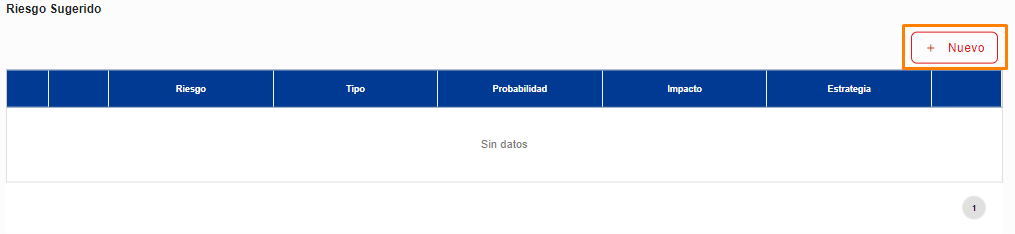 Riesgo Sugerido
+ Nuevo
Riesgo Tipo Probabilidad Impacto Estrategia
Sin datos
1